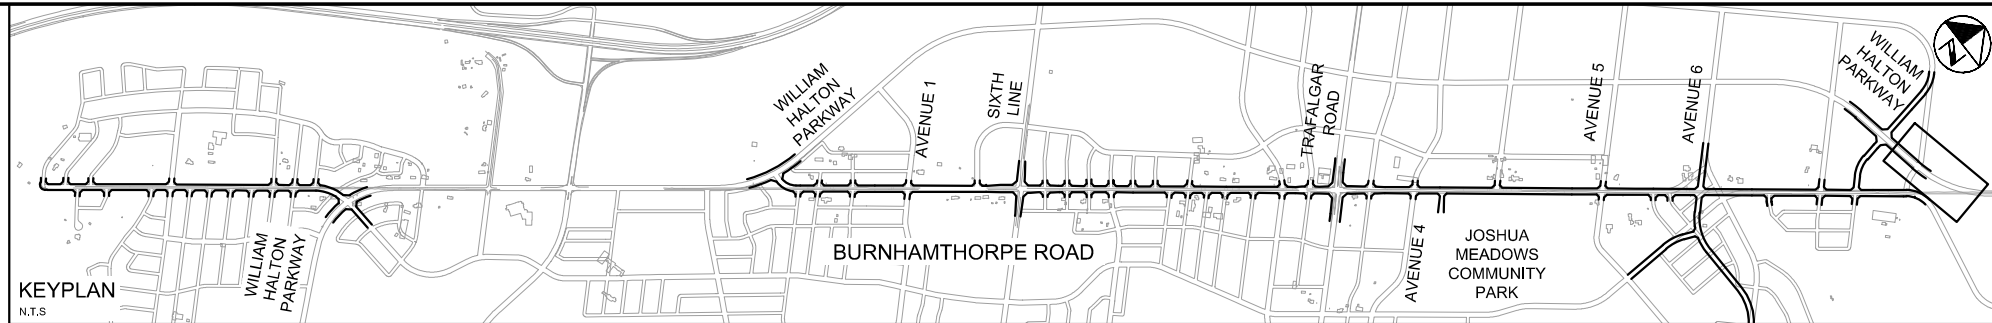 WILLIAM
HALTON
PARKWAY
AVENUE 1
SIXTH
LINE
TRAFALGAR
ROAD
AVENUE 5
AVENUE 6
WILLIAM
HALTON
PARKWAY
N
WILLIAM
HALTON
PARKWAY
BURNHAMTHORPE ROAD
AVENUE 4
JOSHUA
MEADOWS
COMMUNITY
PARK
KEYPLAN
N.T.S